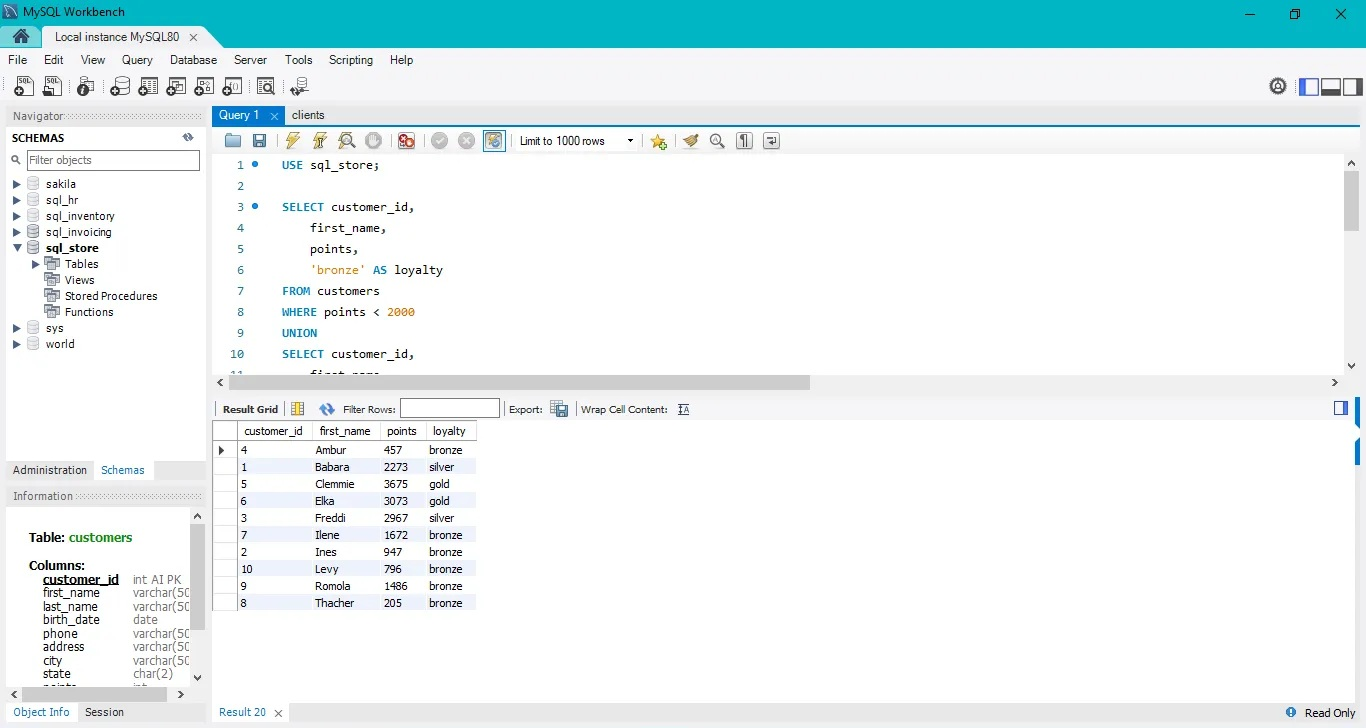 MySQL Workbench
Local instance MySQL80
File Edit View Query Database Server Tools Scripting Help
Navigator
SCHEMAS
Filter objects
sakila
sql_hr
sql_inventory
sql_invoicing
sql_store
Tables
Views
Stored Procedures
Functions
sys
world
Administration Schemas
Information
Table: customers
Columns:
customer_id int AI PK
first_name varchar(50
last_name varchar(50
birth_date date
phone varchar(50
address varchar(50
city varchar(50
state char(2)
points int
Object Info Session
Query 1 clients
Limit to 1000 rows
1 USE sql_store;
2
3 SELECT customer_id,
4 first_name,
5 points,
6 'bronze' AS loyalty
7 FROM customers
8 WHERE points < 2000
9 UNION
10 SELECT customer_id,
11 first_name
Result Grid Filter Rows: Export: Wrap Cell Content:
customer_id first_name points loyalty
4 Ambur 457 bronze
1 Babara 2273 silver
5 Clemmie 3675 gold
6 Elka 3073 gold
3 Freddi 2967 silver
7 Ilene 1672 bronze
2 Ines 947 bronze
10 Levy 796 bronze
9 Romola 1486 bronze
8 Thacher 205 bronze
Result 20
Read Only